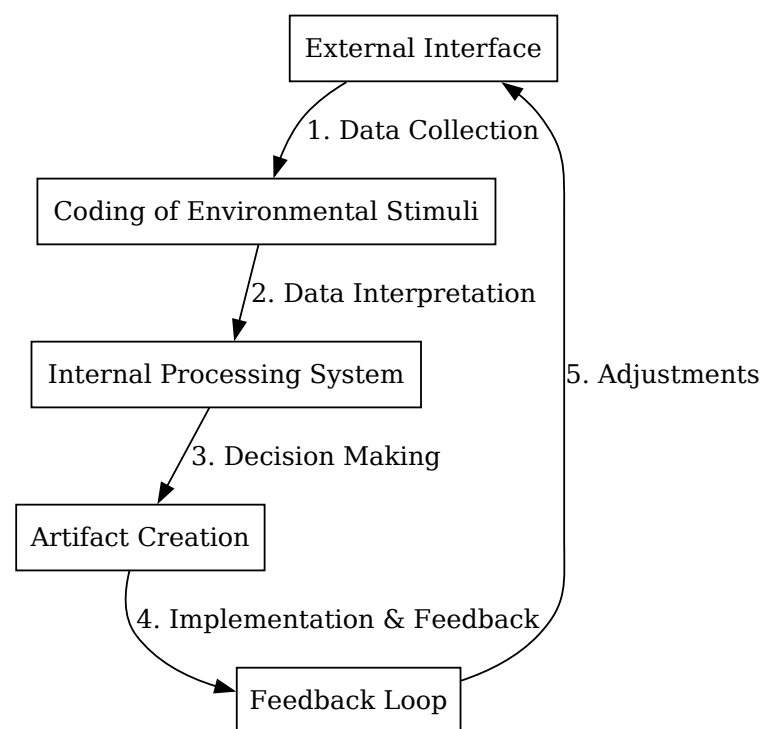 External Interface
1. Data Collection
Coding of Environmental Stimuli
2. Data Interpretation
Internal Processing System
5. Adjustments
3. Decision Making
Artifact Creation
4. Implementation & Feedback
Feedback Loop